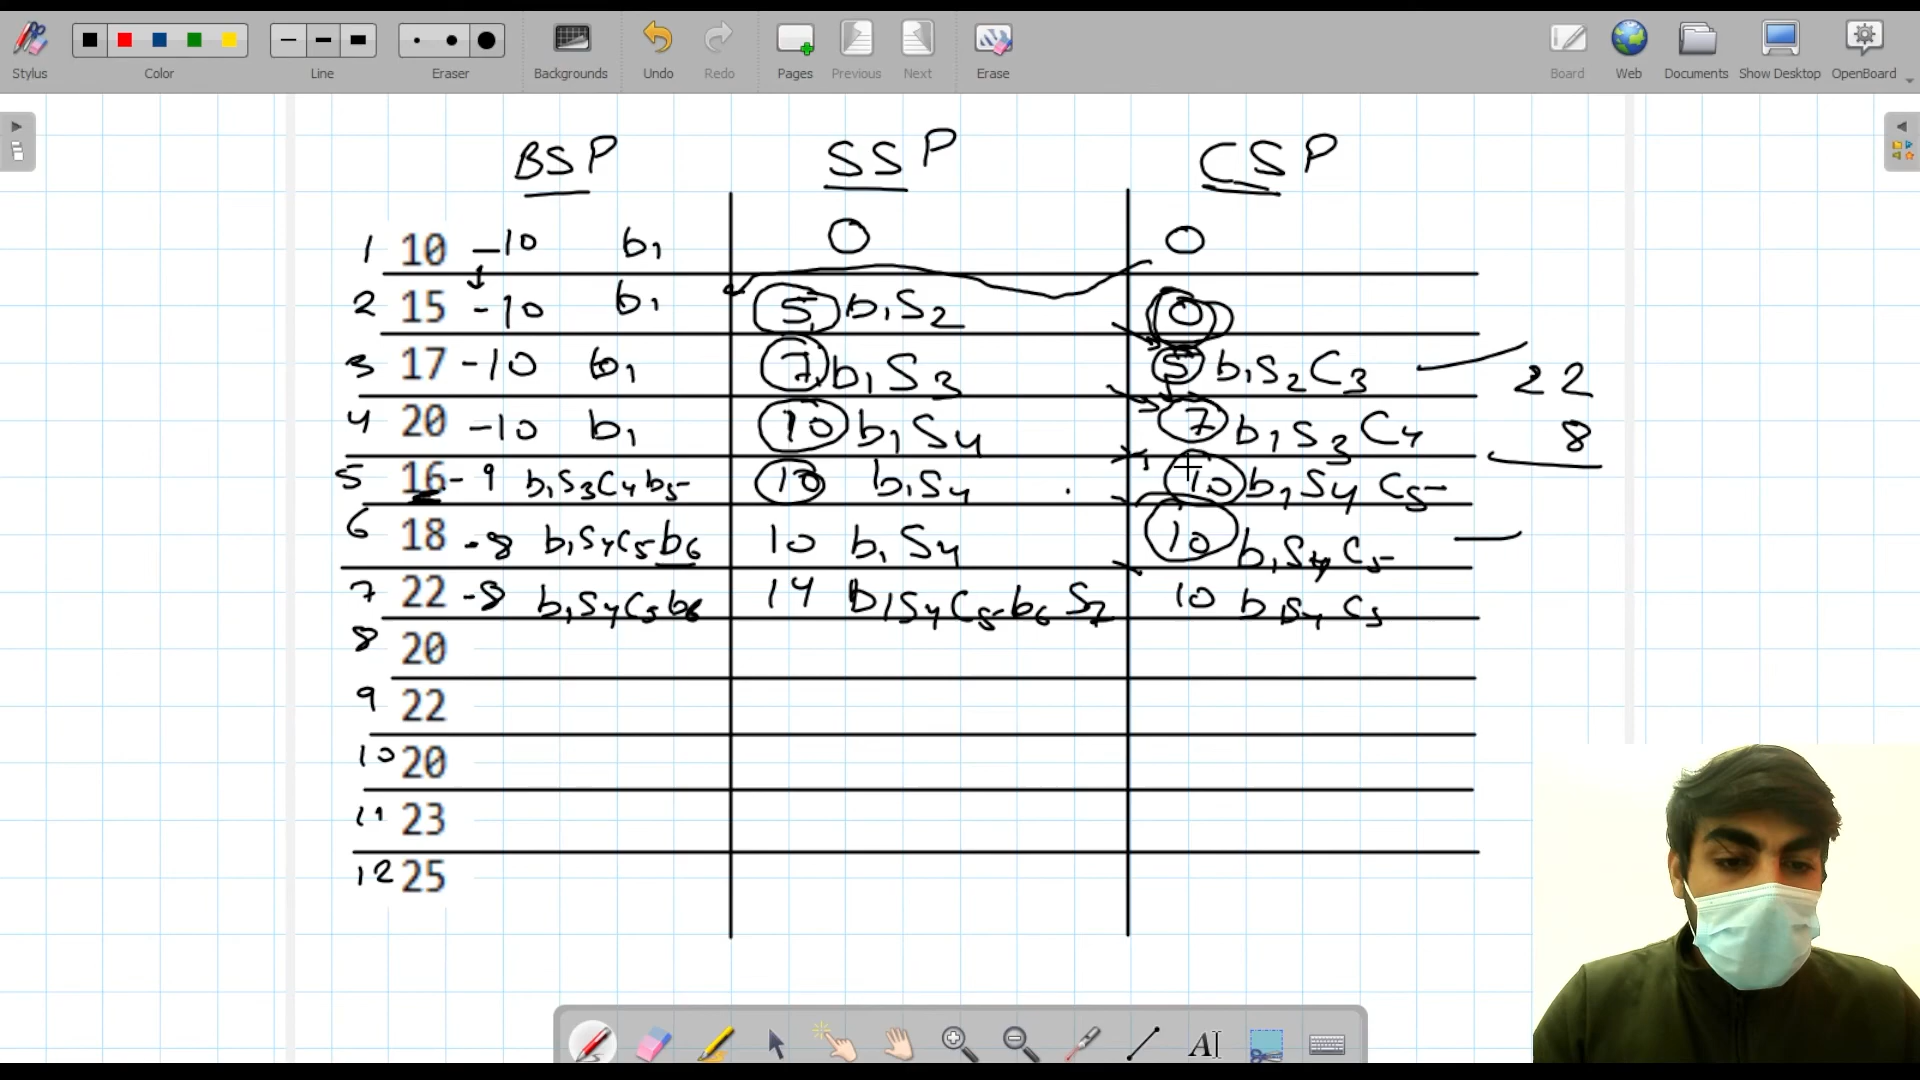 Stylus Color Line Eraser Backgrounds Undo Redo Pages Previous Next Erase Board Web Documents Show Desktop OpenBoard
BSP SSP CSP
1 10 -10 b1 0 0
2 15 -10 b1 5 b1S2 0
3 17 -10 b1 7 b1S3 5 b1S2C3
22
4 20 -10 b1 10 b1S4 7 b1S3C4
8
5 16 -9 b1S3C4b5 10 b1S4 10 b1S4C5
6 18 -8 b1S4C5b6 10 b1S4 10 b1S4C5
7 22 -8 b1S4C5b6 14 b1S4C5b6S7 10 b1S4C5
8 20
9 22
10 20
11 23
12 25